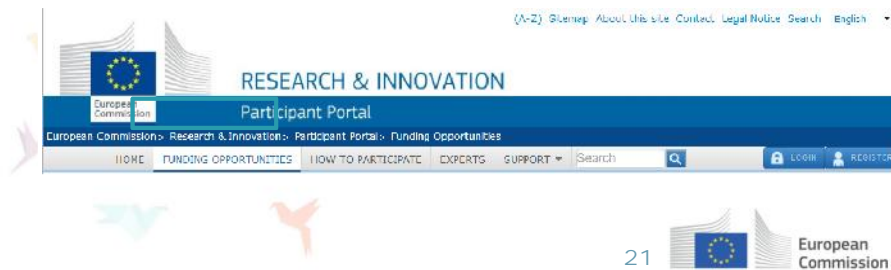 (A-Z) Sitemap About this site Contact Legal Notice Search English
RESEARCH & INNOVATION
European
Commission
Participant Portal
European Commission > Research & Innovation > Participant Portal > Funding Opportunities
HOME FUNDING OPPORTUNITIES HOW TO PARTICIPATE EXPERTS SUPPORT Search LOGIN REGISTER
21
European
Commission